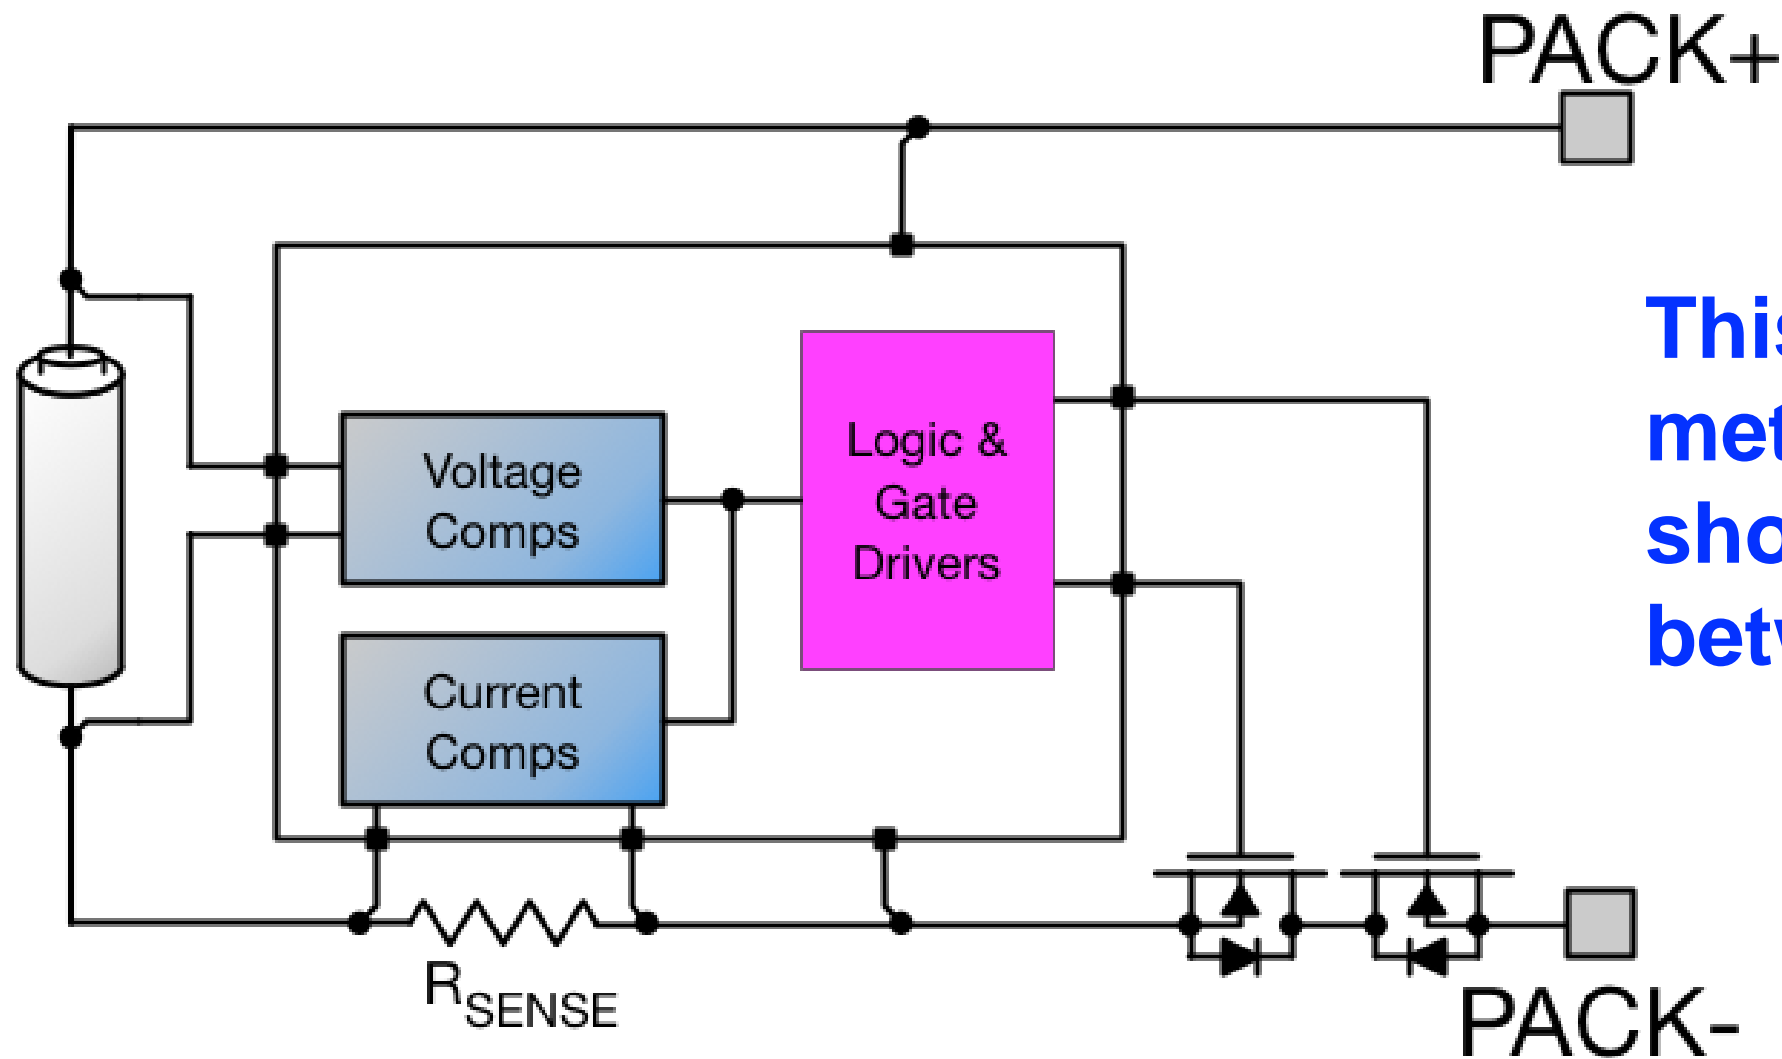 PACK+
Voltage
Comps
Logic &
Gate
Drivers
Current
Comps
RSENSE
PACK-